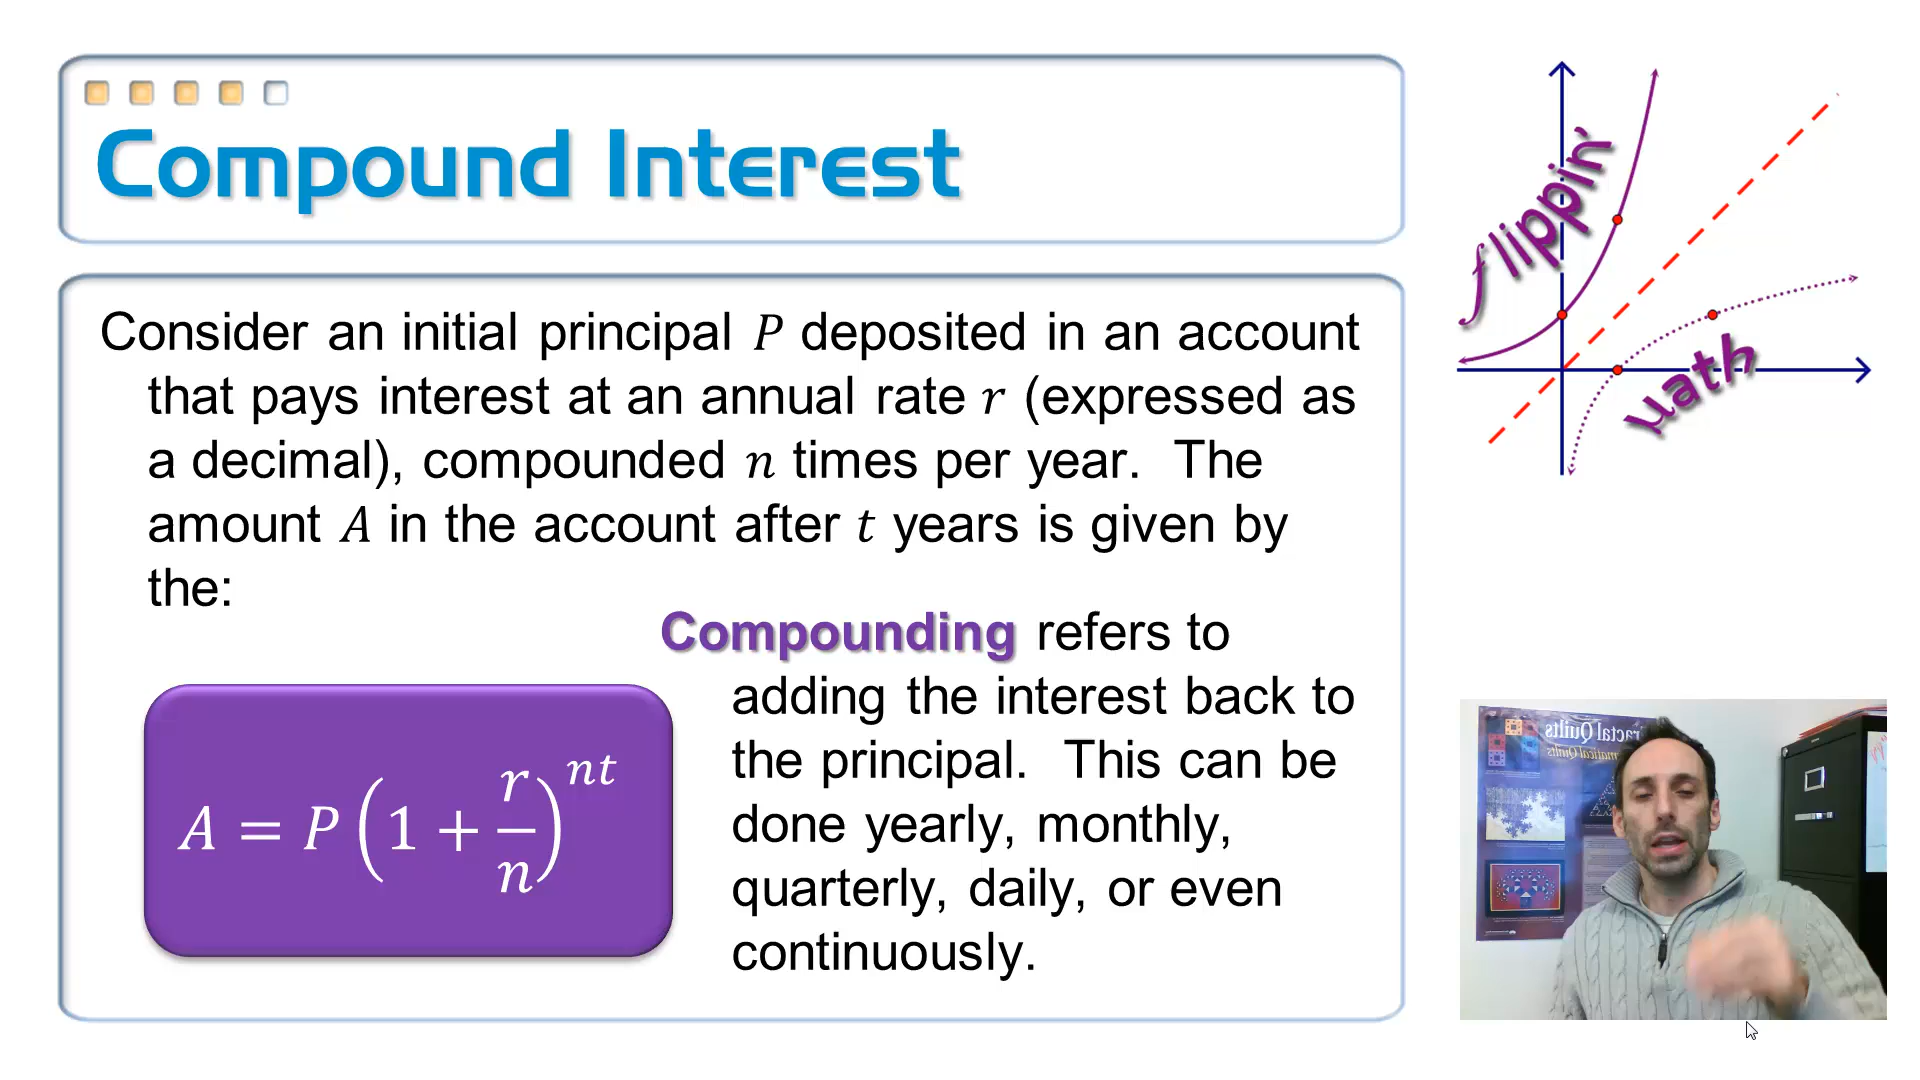 Compound Interest
Consider an initial principal P deposited in an account
that pays interest at an annual rate r (expressed as
a decimal), compounded n times per year. The
amount A in the account after t years is given by
the:
Compounding refers to
adding the interest back to
the principal. This can be
done yearly, monthly,
quarterly, daily, or even
continuously.
A = P(1 + r/n)^{nt}
flippin'
math
Fractal Quilts